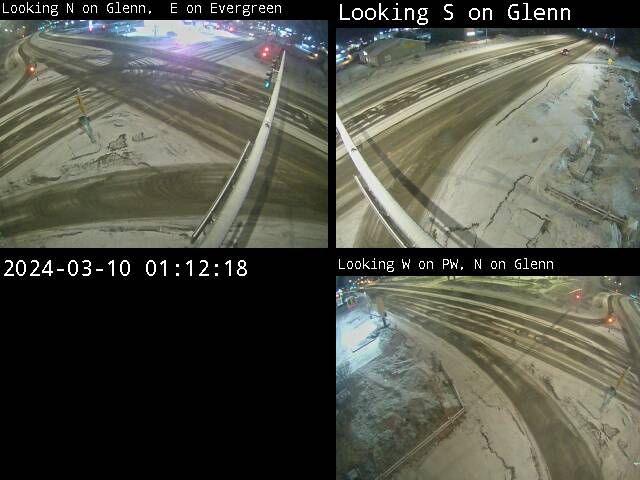 Looking N on Glenn,  E on Evergreen
Looking S on Glenn
2024-03-10 01:12:18
Looking W on PW, N on Glenn